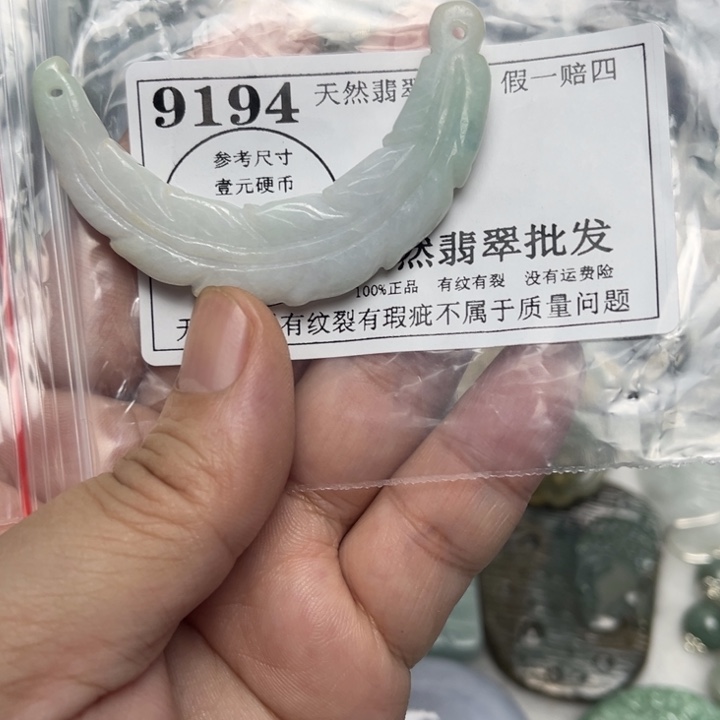 9194 天然翡 假一赔四
参考尺寸
壹元硬币
然翡翠批发
100%正品 有纹有裂 没有运费险
有纹裂有瑕疵不属于质量问题